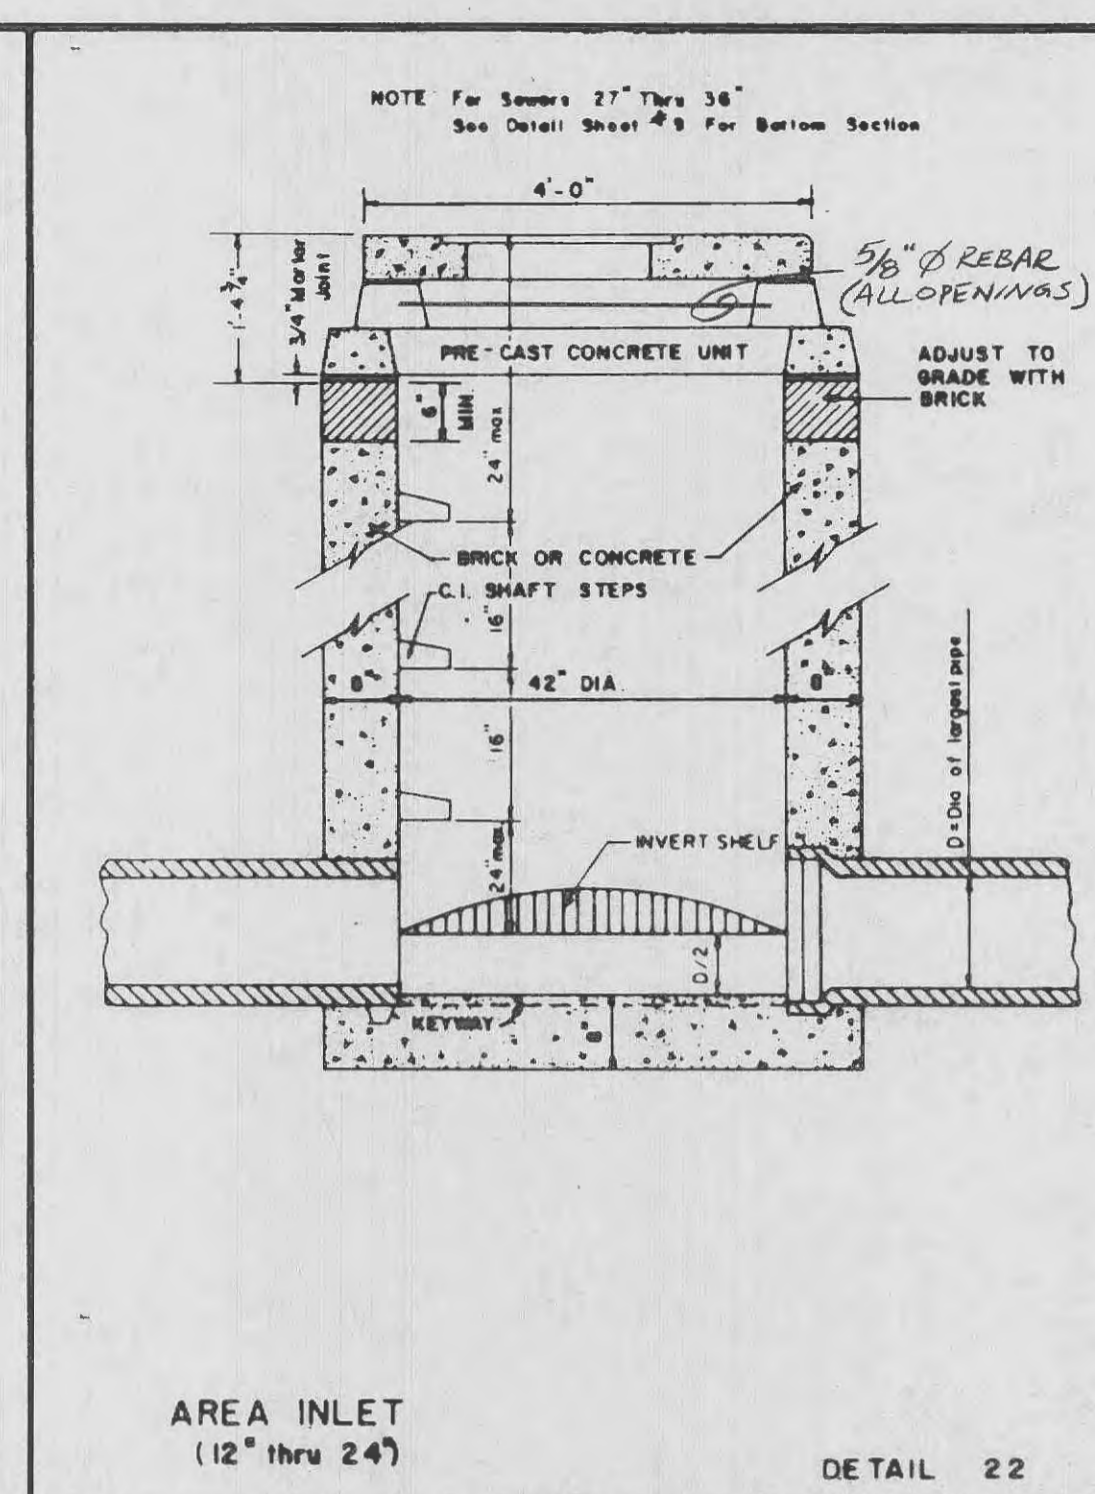 NOTE For Sewers 27" Thru 36"
See Detail Sheet #9 For Bottom Section
4'-0"
1'-4 3/4"
3/4" Mortar
Joint
5/8" Ø REBAR
(ALL OPENINGS)
PRE-CAST CONCRETE UNIT
ADJUST TO
GRADE WITH
BRICK
6"
MIN.
24" max
BRICK OR CONCRETE
C.I. SHAFT STEPS
16"
8"
42" DIA.
8"
16"
D=Dia of largest pipe
24" max
INVERT SHELF
D/2
KEYWAY
8"
AREA INLET
(12" thru 24")
DETAIL 22